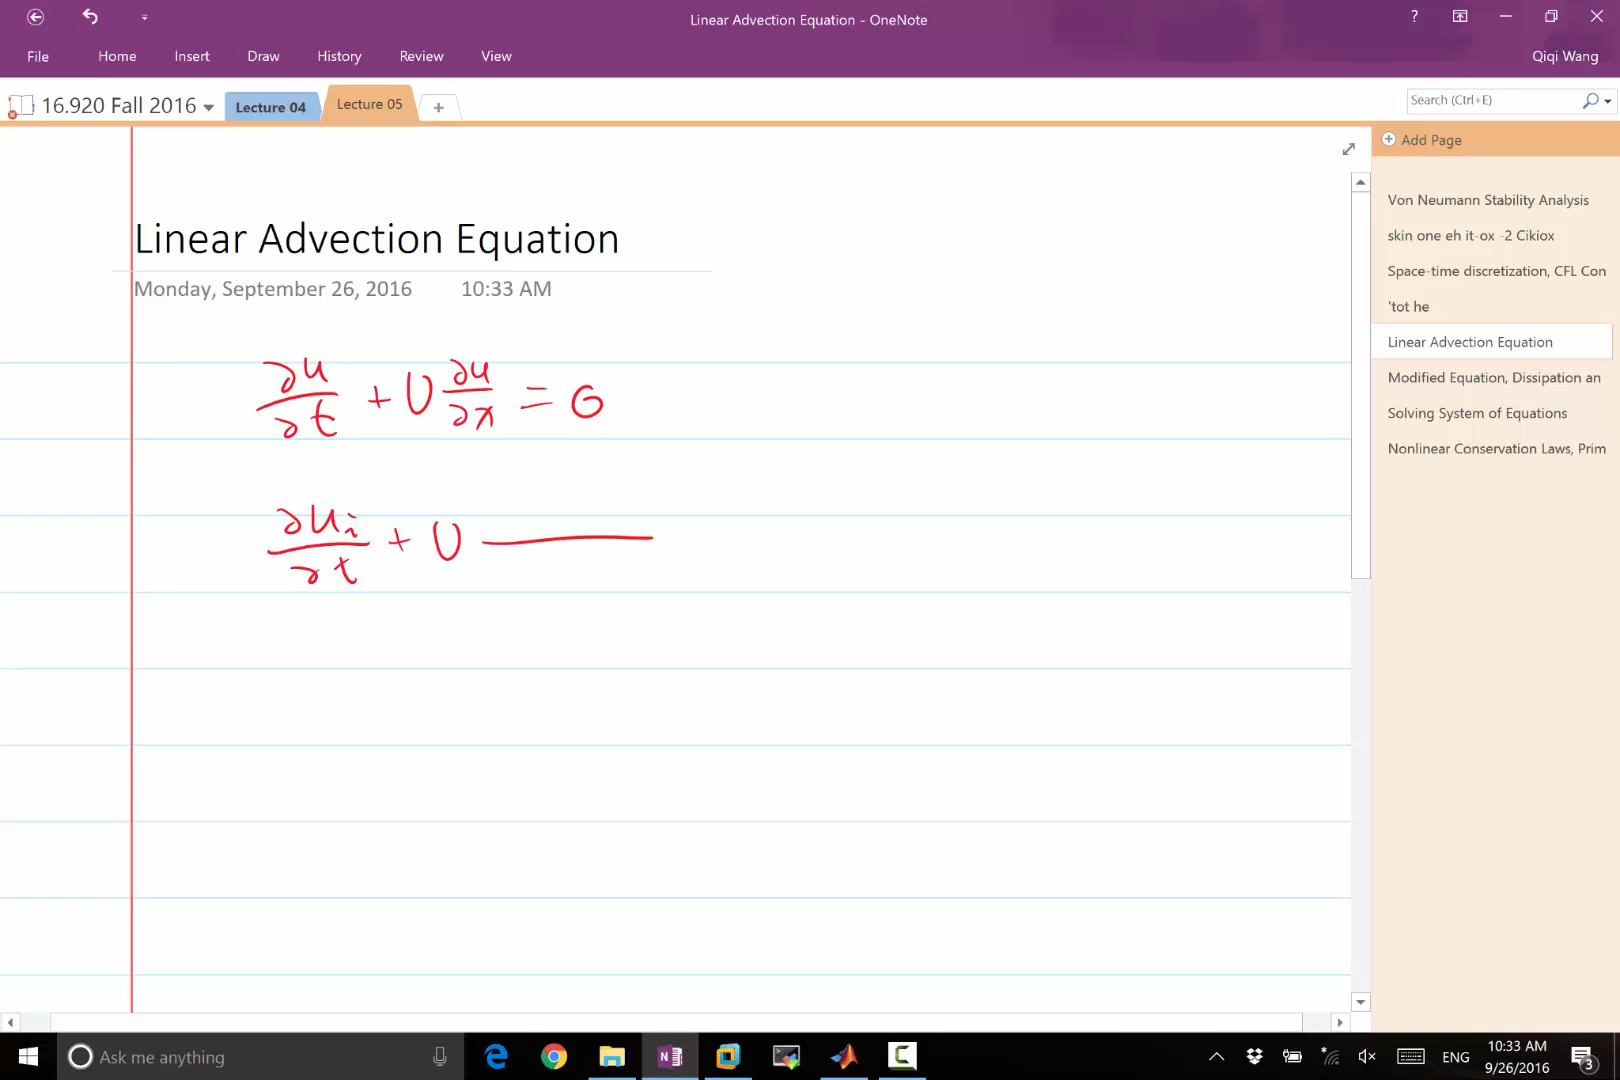 Linear Advection Equation - OneNote
?
File Home Insert Draw History Review View
Qiqi Wang
16.920 Fall 2016 Lecture 04 Lecture 05 +
Search (Ctrl+E)
Add Page
Von Neumann Stability Analysis
skin one eh it-ox -2 Cikiox
Space-time discretization, CFL Con
'tot he
Linear Advection Equation
Modified Equation, Dissipation an
Solving System of Equations
Nonlinear Conservation Laws, Prim
Linear Advection Equation
Monday, September 26, 2016 10:33 AM
∂u/∂t + U ∂u/∂x = 0
∂uᵢ/∂t + U
Ask me anything
ENG
10:33 AM
9/26/2016
3